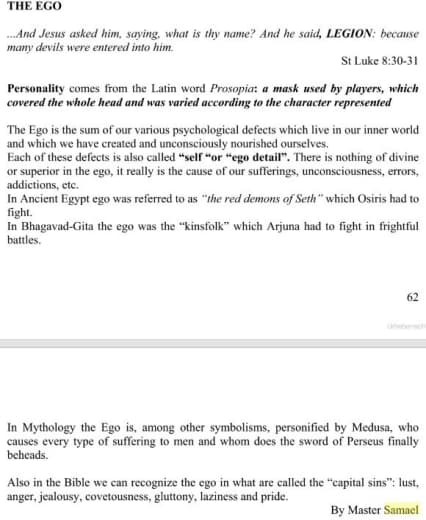 THE EGO
...And Jesus asked him, saying, what is thy name? And he said, LEGION: because
many devils were entered into him.
St Luke 8:30-31
Personality comes from the Latin word Prosopia: a mask used by players, which
covered the whole head and was varied according to the character represented
The Ego is the sum of our various psychological defects which live in our inner world
and which we have created and unconsciously nourished ourselves.
Each of these defects is also called “self “or “ego detail”. There is nothing of divine
or superior in the ego, it really is the cause of our sufferings, unconsciousness, errors,
addictions, etc.
In Ancient Egypt ego was referred to as “the red demons of Seth” which Osiris had to
fight.
In Bhagavad-Gita the ego was the “kinsfolk” which Arjuna had to fight in frightful
battles.
62
In Mythology the Ego is, among other symbolisms, personified by Medusa, who
causes every type of suffering to men and whom does the sword of Perseus finally
beheads.
Also in the Bible we can recognize the ego in what are called the “capital sins”: lust,
anger, jealousy, covetousness, gluttony, laziness and pride.
By Master Samael